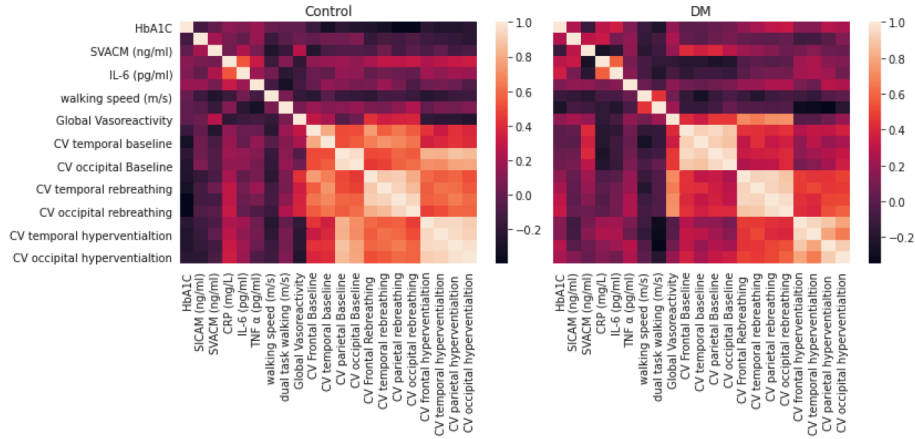 Control
DM
HbA1C
SVACM (ng/ml)
IL-6 (pg/ml)
walking speed (m/s)
Global Vasoreactivity
CV temporal baseline
CV occipital Baseline
CV temporal rebreathing
CV occipital rebreathing
CV temporal hyperventialtion
CV occipital hyperventialtion
1.0
0.8
0.6
0.4
0.2
0.0
−0.2
1.0
0.8
0.6
0.4
0.2
0.0
−0.2
HbA1C
SICAM (ng/ml)
SVACM (ng/ml)
CRP (mg/L)
IL-6 (pg/ml)
TNF α (pg/ml)
walking speed (m/s)
dual task walking (m/s)
Global Vasoreactivity
CV Frontal Baseline
CV temporal baseline
CV parietal Baseline
CV occipital Baseline
CV Frontal Rebreathing
CV temporal rebreathing
CV parietal rebreathing
CV occipital rebreathing
CV frontal hyperventialtion
CV temporal hyperventialtion
CV parietal hyperventialtion
CV occipital hyperventialtion
HbA1C
SICAM (ng/ml)
SVACM (ng/ml)
CRP (mg/L)
IL-6 (pg/ml)
TNF α (pg/ml)
walking speed (m/s)
dual task walking (m/s)
Global Vasoreactivity
CV Frontal Baseline
CV temporal baseline
CV parietal Baseline
CV occipital Baseline
CV Frontal Rebreathing
CV temporal rebreathing
CV parietal rebreathing
CV occipital rebreathing
CV frontal hyperventialtion
CV temporal hyperventialtion
CV parietal hyperventialtion
CV occipital hyperventialtion